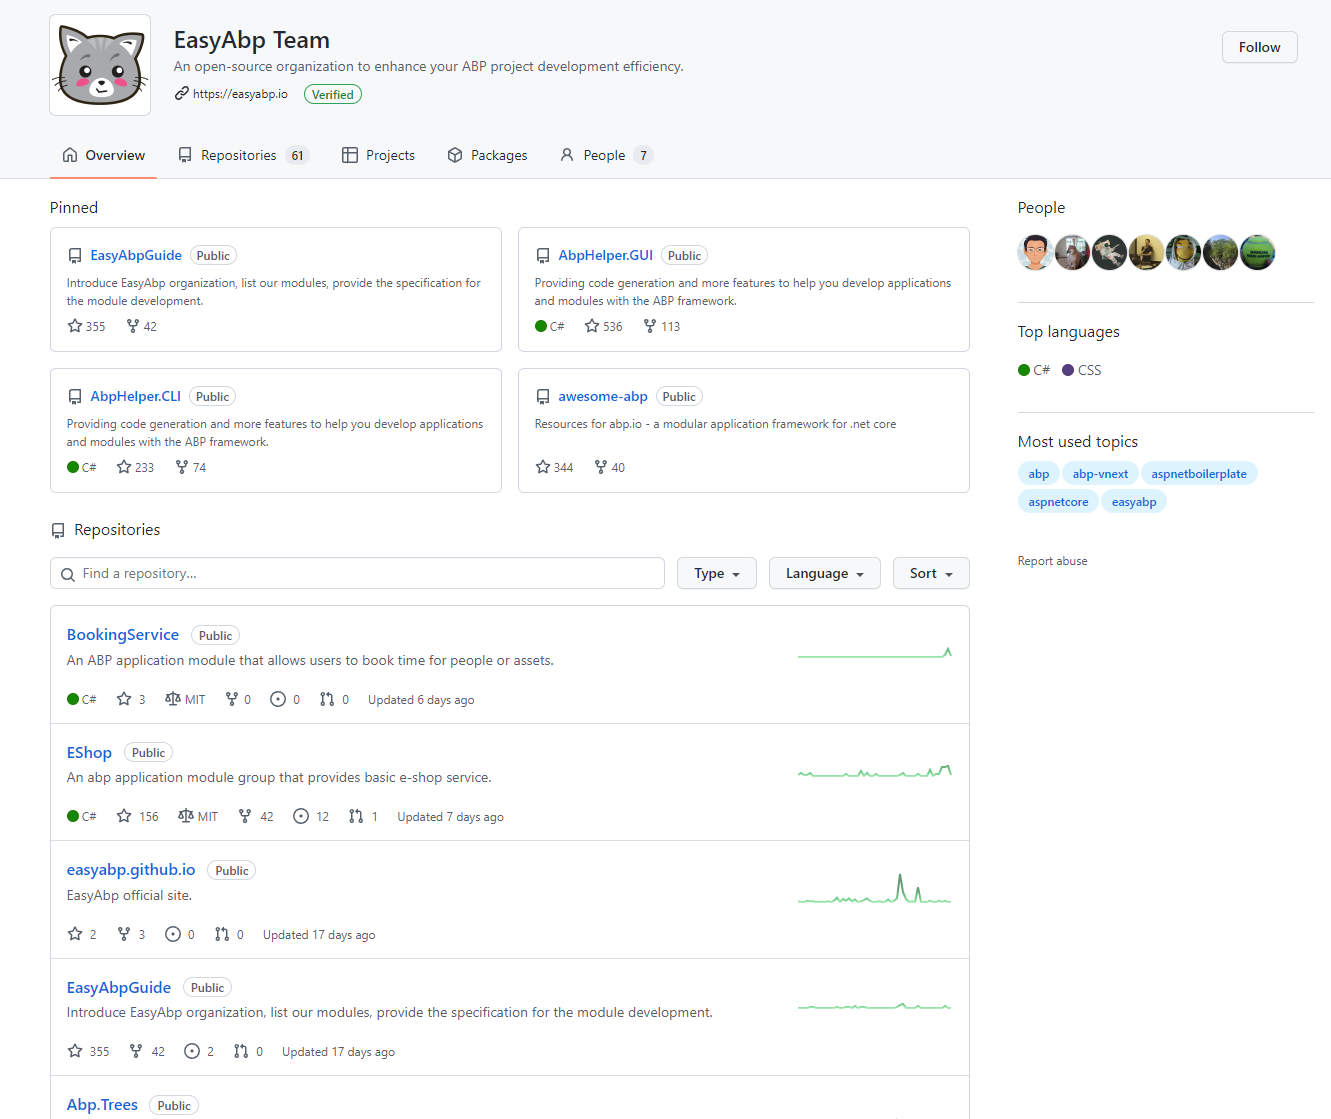 EasyAbp Team
Follow
An open-source organization to enhance your ABP project development efficiency.
https://easyabp.io Verified
Overview Repositories 61 Projects Packages People 7
Pinned
EasyAbpGuide Public
Introduce EasyAbp organization, list our modules, provide the specification for
the module development.
355 42
AbpHelper.GUI Public
Providing code generation and more features to help you develop applications
and modules with the ABP framework.
C# 536 113
AbpHelper.CLI Public
Providing code generation and more features to help you develop applications
and modules with the ABP framework.
C# 233 74
awesome-abp Public
Resources for abp.io - a modular application framework for .net core
344 40
Repositories
Find a repository... Type Language Sort
BookingService Public
An ABP application module that allows users to book time for people or assets.
C# 3 MIT 0 0 0 Updated 6 days ago
EShop Public
An abp application module group that provides basic e-shop service.
C# 156 MIT 42 12 1 Updated 7 days ago
easyabp.github.io Public
EasyAbp official site.
2 3 0 0 Updated 17 days ago
EasyAbpGuide Public
Introduce EasyAbp organization, list our modules, provide the specification for the module development.
355 42 2 0 Updated 17 days ago
Abp.Trees Public
People
Top languages
C# CSS
Most used topics
abp abp-vnext aspnetboilerplate
aspnetcore easyabp
Report abuse